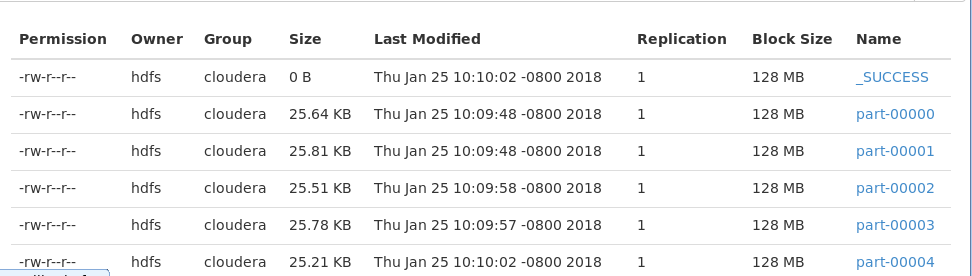 Permission Owner Group Size Last Modified Replication Block Size Name
-rw-r--r-- hdfs cloudera 0 B Thu Jan 25 10:10:02 -0800 2018 1 128 MB _SUCCESS
-rw-r--r-- hdfs cloudera 25.64 KB Thu Jan 25 10:09:48 -0800 2018 1 128 MB part-00000
-rw-r--r-- hdfs cloudera 25.81 KB Thu Jan 25 10:09:48 -0800 2018 1 128 MB part-00001
-rw-r--r-- hdfs cloudera 25.51 KB Thu Jan 25 10:09:58 -0800 2018 1 128 MB part-00002
-rw-r--r-- hdfs cloudera 25.78 KB Thu Jan 25 10:09:57 -0800 2018 1 128 MB part-00003
-rw-r--r-- hdfs cloudera 25.21 KB Thu Jan 25 10:10:02 -0800 2018 1 128 MB part-00004